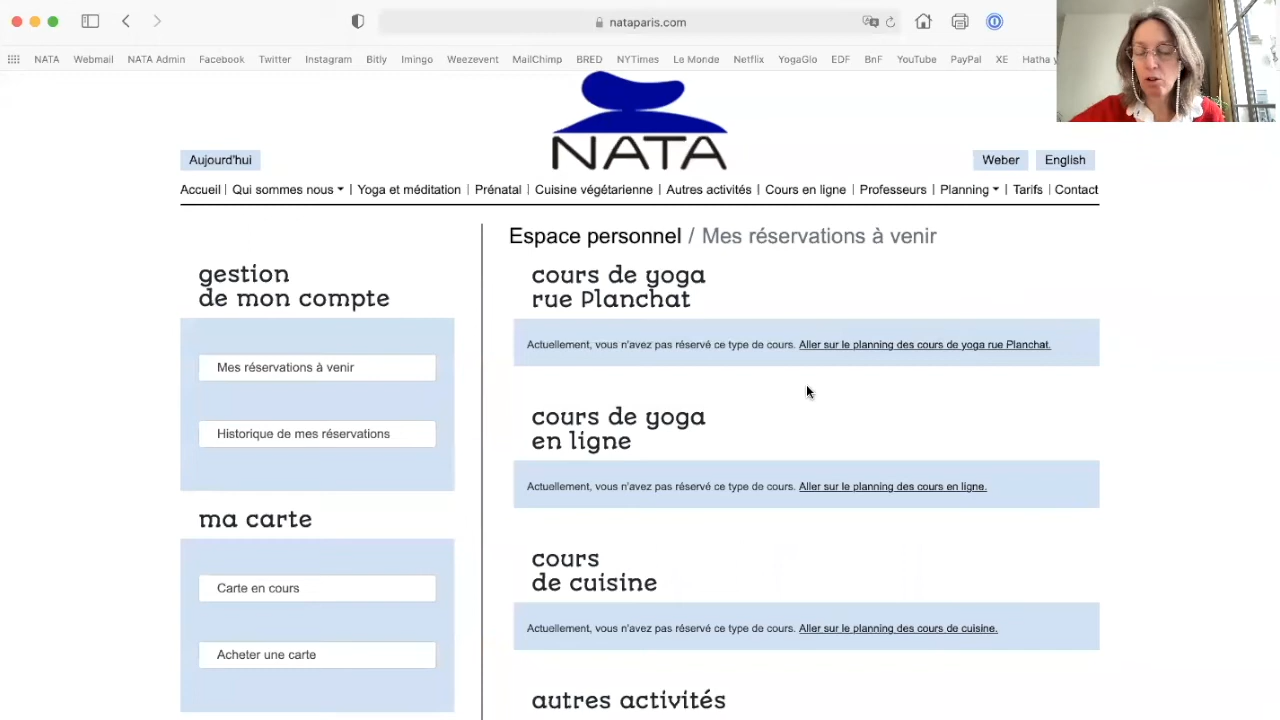 nataparis.com
NATA Webmail NATA Admin Facebook Twitter Instagram Bitly Imingo Weezevent MailChimp BRED NYTimes Le Monde Netflix YogaGlo EDF BnF YouTube PayPal XE Hatha yo
NATA
Aujourd'hui
Weber English
Accueil | Qui sommes nous | Yoga et méditation | Prénatal | Cuisine végétarienne | Autres activités | Cours en ligne | Professeurs | Planning | Tarifs | Contact
Espace personnel / Mes réservations à venir
gestion
de mon compte
Mes réservations à venir
Historique de mes réservations
ma carte
Carte en cours
Acheter une carte
cours de yoga
rue Planchat
Actuellement, vous n'avez pas réservé ce type de cours. Aller sur le planning des cours de yoga rue Planchat.
cours de yoga
en ligne
Actuellement, vous n'avez pas réservé ce type de cours. Aller sur le planning des cours en ligne.
cours
de cuisine
Actuellement, vous n'avez pas réservé ce type de cours. Aller sur le planning des cours de cuisine.
autres activités